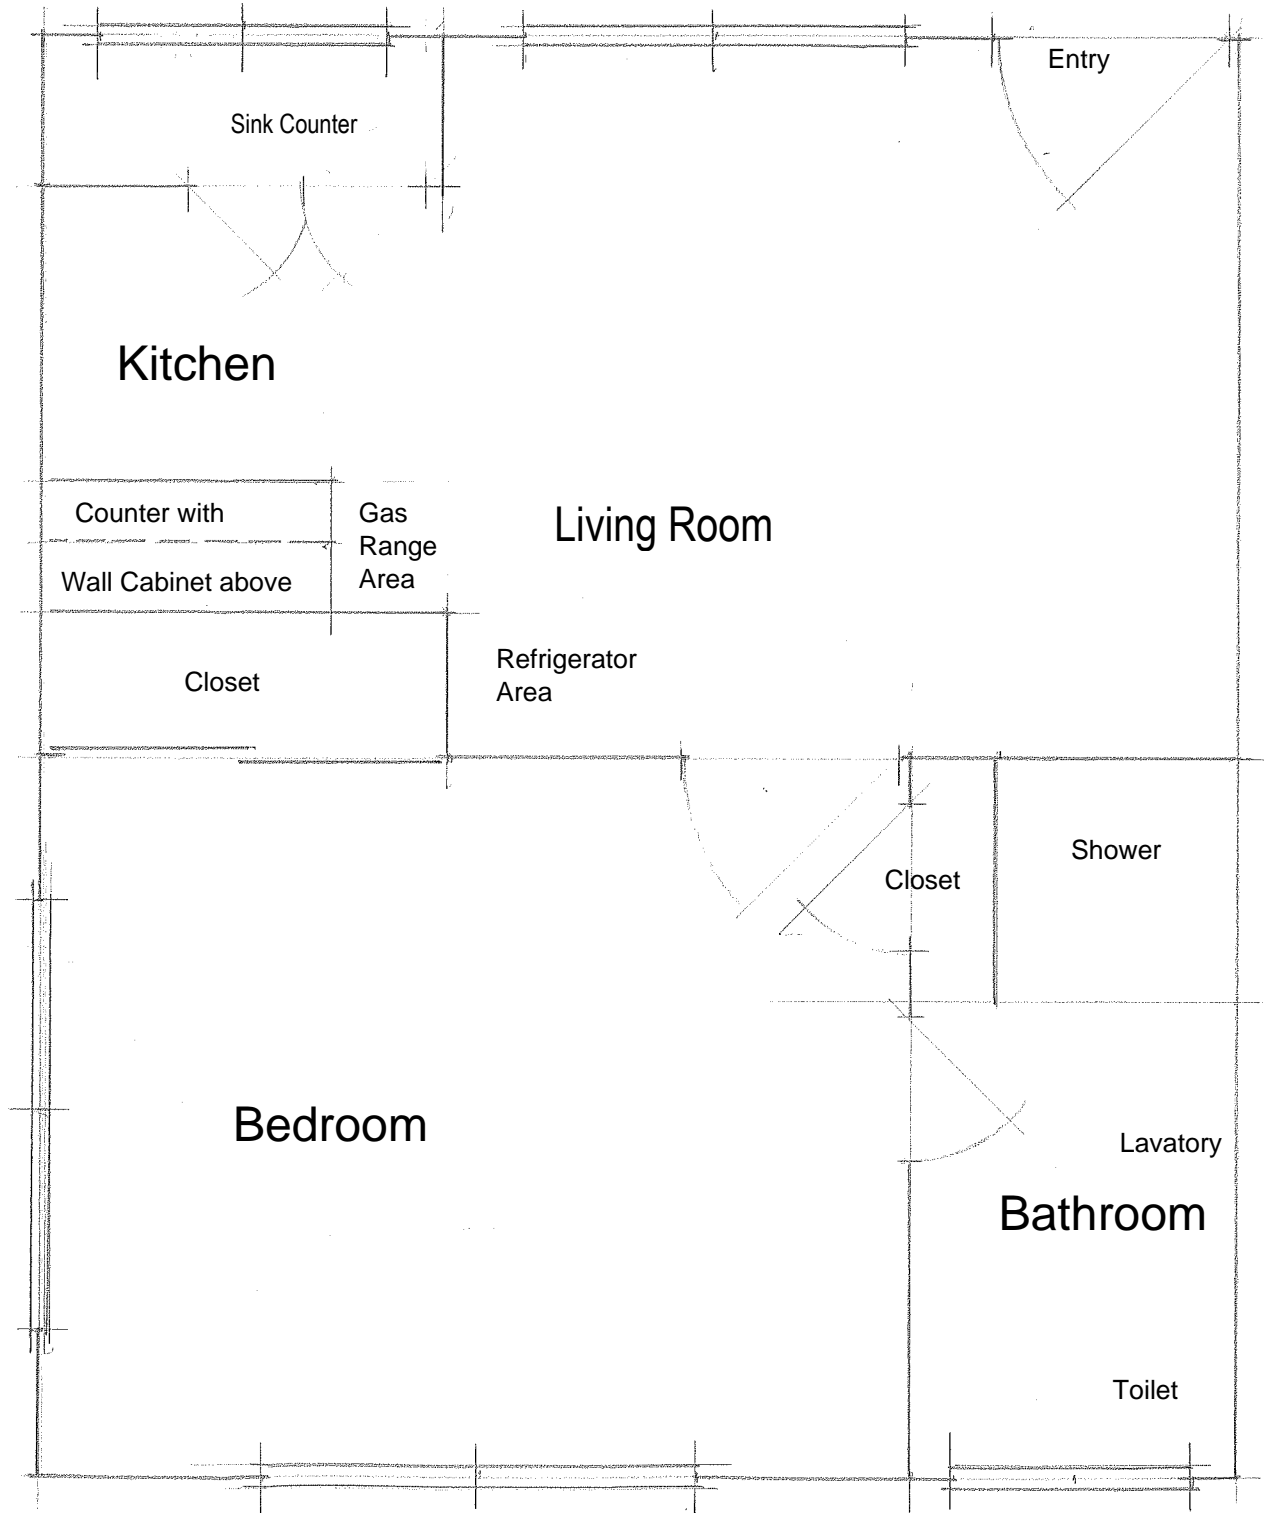 Entry
Sink Counter
Kitchen
Counter with
Wall Cabinet above
Gas
Range
Area
Living Room
Closet
Refrigerator
Area
Shower
Closet
Bedroom
Lavatory
Bathroom
Toilet